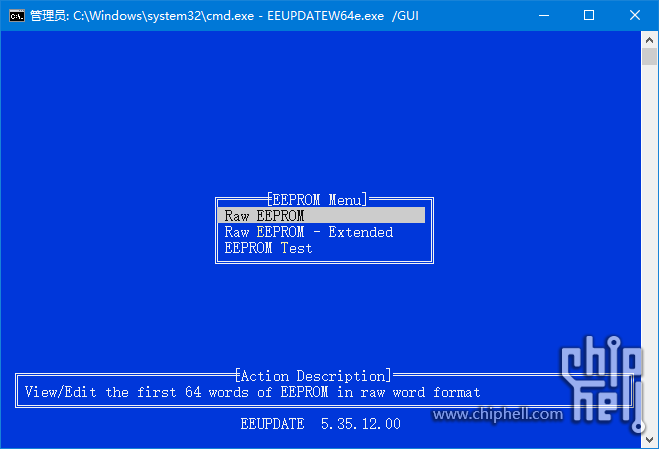 管理员: C:\Windows\system32\cmd.exe - EEUPDATEW64e.exe /GUI
[EEPROM Menu]
Raw EEPROM
Raw EEPROM - Extended
EEPROM Test
[Action Description]
View/Edit the first 64 words of EEPROM in raw word format
chip
hell
www.chiphell.com
EEUPDATE 5.35.12.00